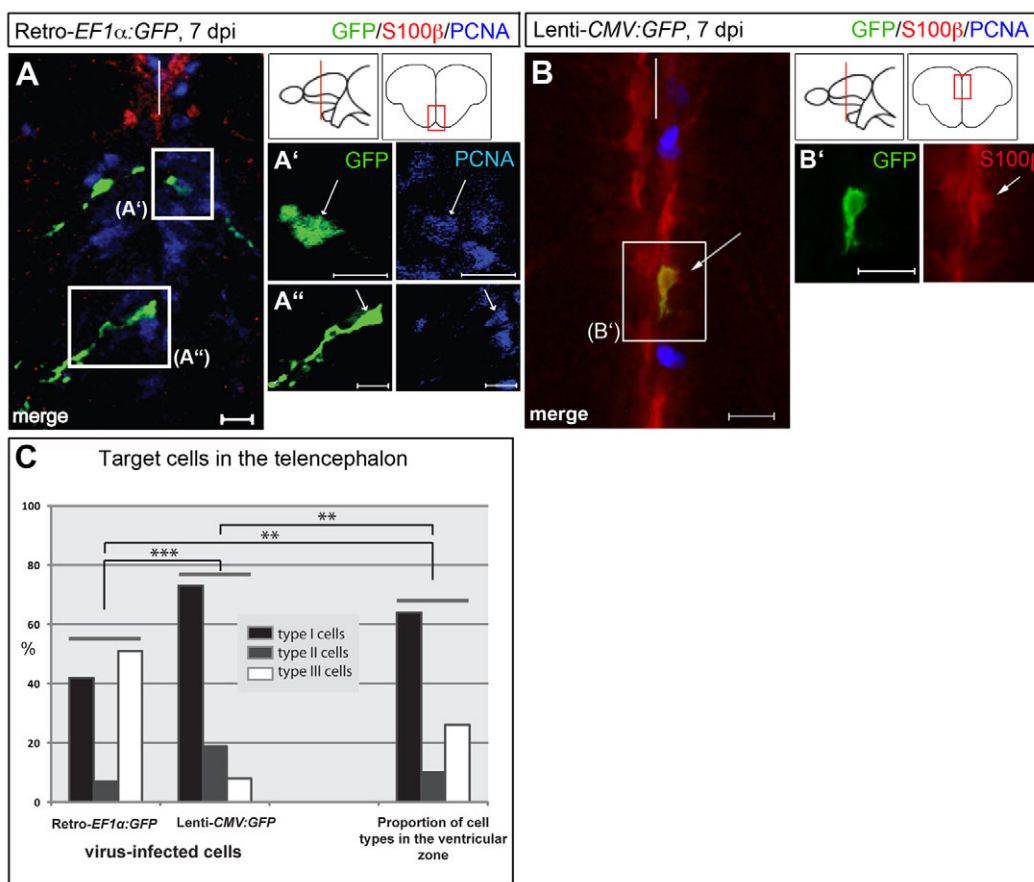 Retro-EF1α:GFP, 7 dpi GFP/S100β/PCNA
A
(A‘)
(A“)
merge
A‘ GFP PCNA
A“
Lenti-CMV:GFP, 7 dpi GFP/S100β/PCNA
B
(B‘)
merge
B‘ GFP S100β
C Target cells in the telencephalon
100
80
60
%
40
20
0
**
**
***
type I cells
type II cells
type III cells
Retro-EF1α:GFP Lenti-CMV:GFP
virus-infected cells
Proportion of cell
types in the ventricular
zone